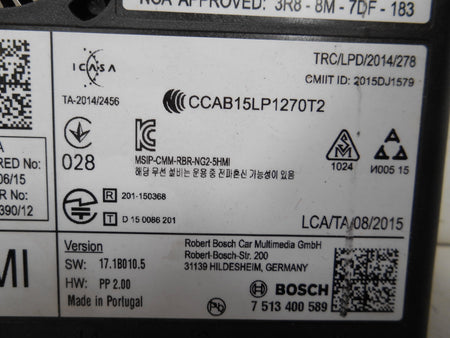 NCA APPROVED: 3R8 - 8M - 7DF - 183
TRC/LPD/2014/278
CMIIT ID: 2015DJ1579
ICASA
TA-2014/2456
CCAB15LP1270T2
028
MSIP-CMM-RBR-NG2-5HMI
해당 무선 설비는 운용 중 전파혼신 가능성이 있음
1024
И005 15
RED No:
06/15
R No:
390/12
R 201-150368
T D 15 0086 201
LCA/TA/08/2015
MI
Version
SW: 17.1B010.5
HW: PP 2.00
Made in Portugal
Robert Bosch Car Multimedia GmbH
Robert-Bosch-Str. 200
31139 HILDESHEIM, GERMANY
BOSCH
7 513 400 589